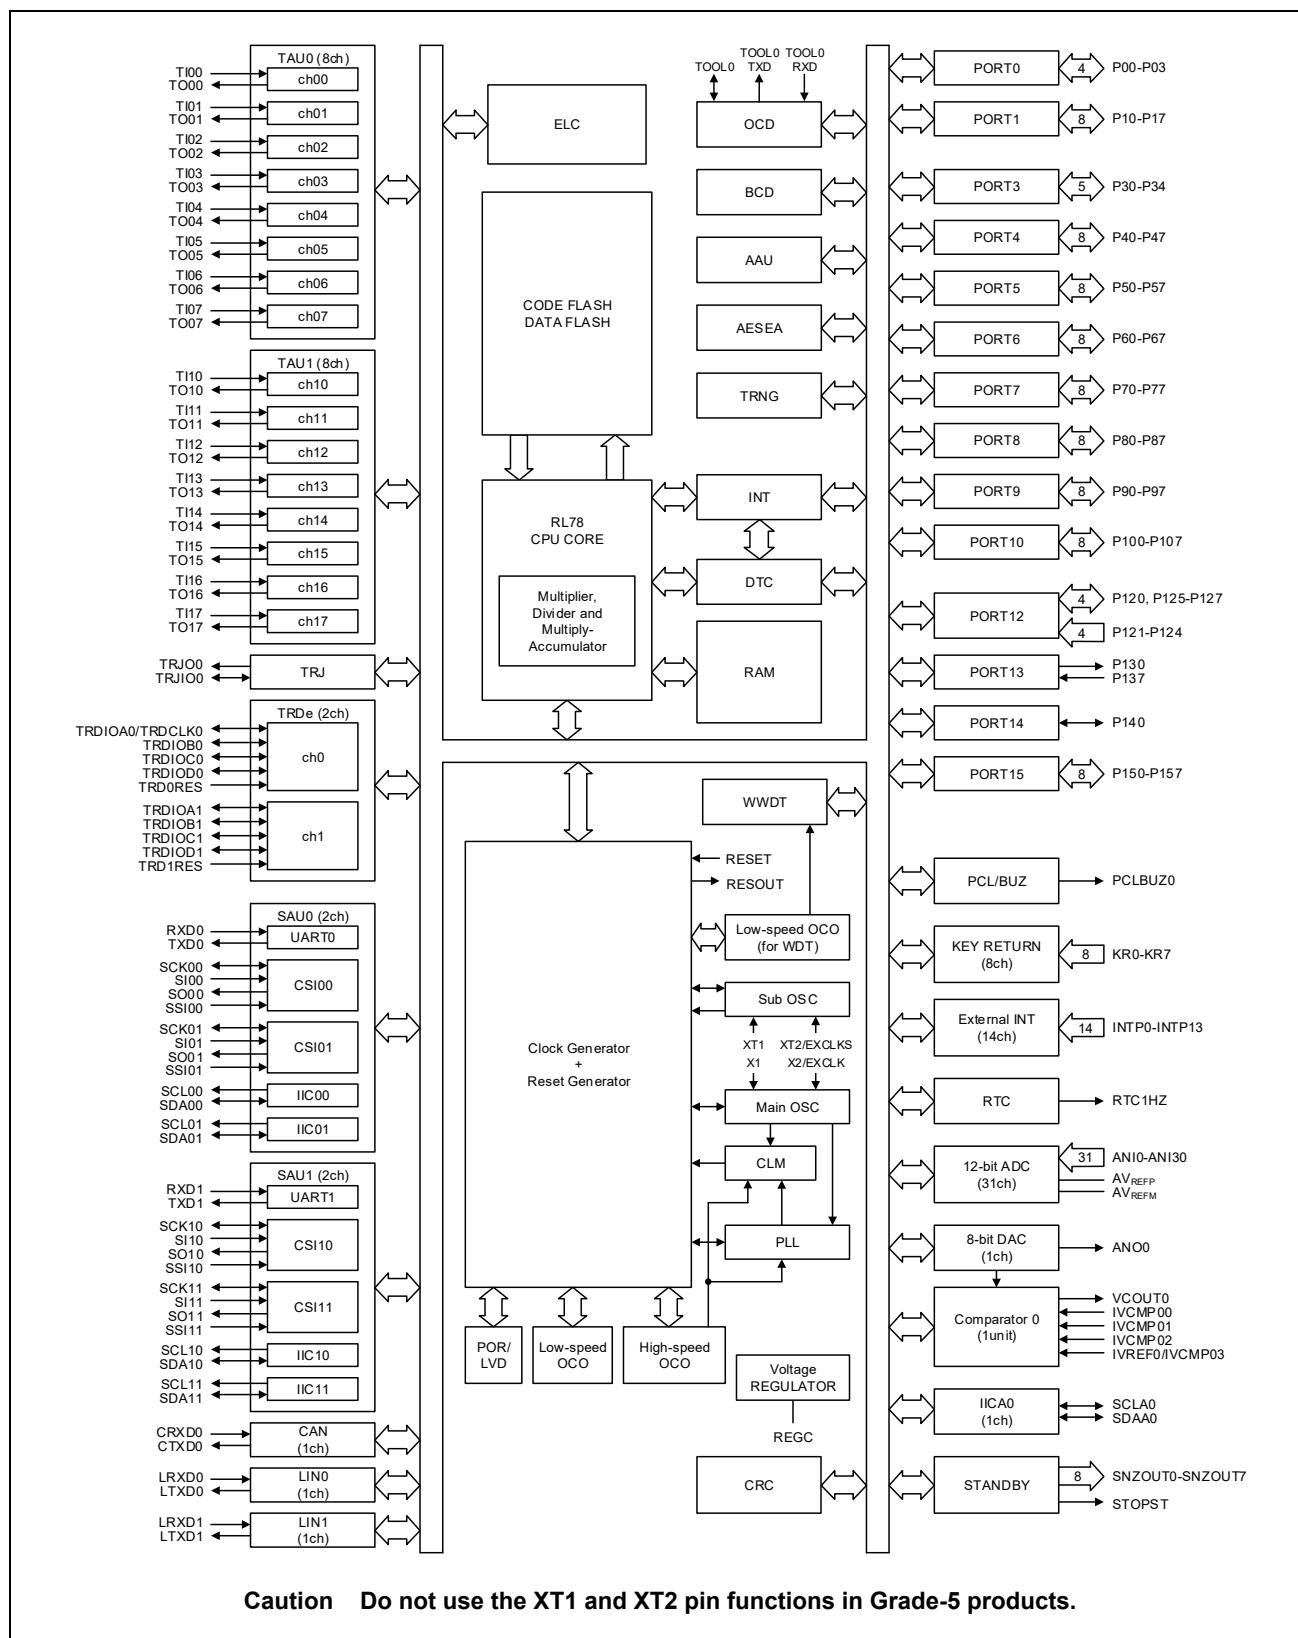 TAU0 (8ch)
TI00
TO00
ch00
TI01
TO01
ch01
TI02
TO02
ch02
TI03
TO03
ch03
TI04
TO04
ch04
TI05
TO05
ch05
TI06
TO06
ch06
TI07
TO07
ch07
TAU1 (8ch)
TI10
TO10
ch10
TI11
TO11
ch11
TI12
TO12
ch12
TI13
TO13
ch13
TI14
TO14
ch14
TI15
TO15
ch15
TI16
TO16
ch16
TI17
TO17
ch17
TRJO0
TRJIO0
TRJ
TRDe (2ch)
TRDIOA0/TRDCLK0
TRDIOB0
TRDIOC0
TRDIOD0
TRD0RES
ch0
TRDIOA1
TRDIOB1
TRDIOC1
TRDIOD1
TRD1RES
ch1
SAU0 (2ch)
RXD0
TXD0
UART0
SCK00
SI00
SO00
SSI00
CSI00
SCK01
SI01
SO01
SSI01
CSI01
SCL00
SDA00
IIC00
SCL01
SDA01
IIC01
SAU1 (2ch)
RXD1
TXD1
UART1
SCK10
SI10
SO10
SSI10
CSI10
SCK11
SI11
SO11
SSI11
CSI11
SCL10
SDA10
IIC10
SCL11
SDA11
IIC11
CRXD0
CTXD0
CAN
(1ch)
LRXD0
LTXD0
LIN0
(1ch)
LRXD1
LTXD1
LIN1
(1ch)
ELC
CODE FLASH
DATA FLASH
RL78
CPU CORE
Multiplier,
Divider and
Multiply-
Accumulator
TOOL0
TOOL0
TXD
TOOL0
RXD
OCD
BCD
AAU
AESEA
TRNG
INT
DTC
RAM
WWDT
RESET
RESOUT
Low-speed OCO
(for WDT)
Sub OSC
XT1
XT2/EXCLKS
X1
X2/EXCLK
Clock Generator
+
Reset Generator
Main OSC
CLM
PLL
POR/
LVD
Low-speed
OCO
High-speed
OCO
Voltage
REGULATOR
REGC
CRC
PORT0
4
P00-P03
PORT1
8
P10-P17
PORT3
5
P30-P34
PORT4
8
P40-P47
PORT5
8
P50-P57
PORT6
8
P60-P67
PORT7
8
P70-P77
PORT8
8
P80-P87
PORT9
8
P90-P97
PORT10
8
P100-P107
PORT12
4
P120, P125-P127
4
P121-P124
PORT13
P130
P137
PORT14
P140
PORT15
8
P150-P157
PCL/BUZ
PCLBUZ0
KEY RETURN
(8ch)
8
KR0-KR7
External INT
(14ch)
14
INTP0-INTP13
RTC
RTC1HZ
12-bit ADC
(31ch)
31
ANI0-ANI30
AVREFP
AVREFM
8-bit DAC
(1ch)
ANO0
Comparator 0
(1unit)
VCOUT0
IVCMP00
IVCMP01
IVCMP02
IVREF0/IVCMP03
IICA0
(1ch)
SCLA0
SDAA0
STANDBY
8
SNZOUT0-SNZOUT7
STOPST
Caution Do not use the XT1 and XT2 pin functions in Grade-5 products.